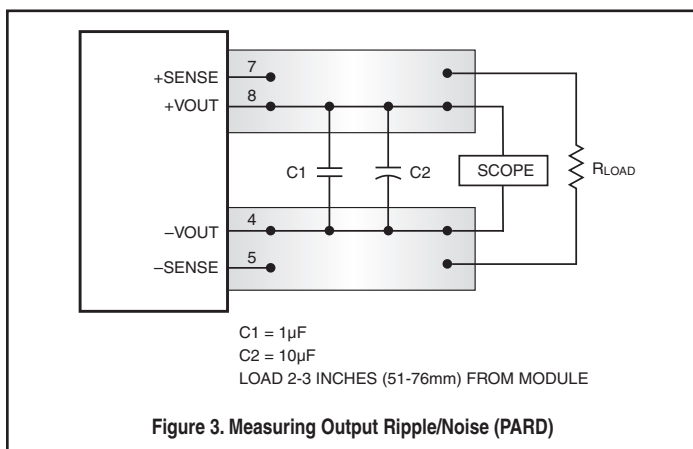 +SENSE 7
+VOUT 8
C1 C2 SCOPE RLOAD
–VOUT 4
–SENSE 5
C1 = 1µF
C2 = 10µF
LOAD 2-3 INCHES (51-76mm) FROM MODULE
Figure 3. Measuring Output Ripple/Noise (PARD)